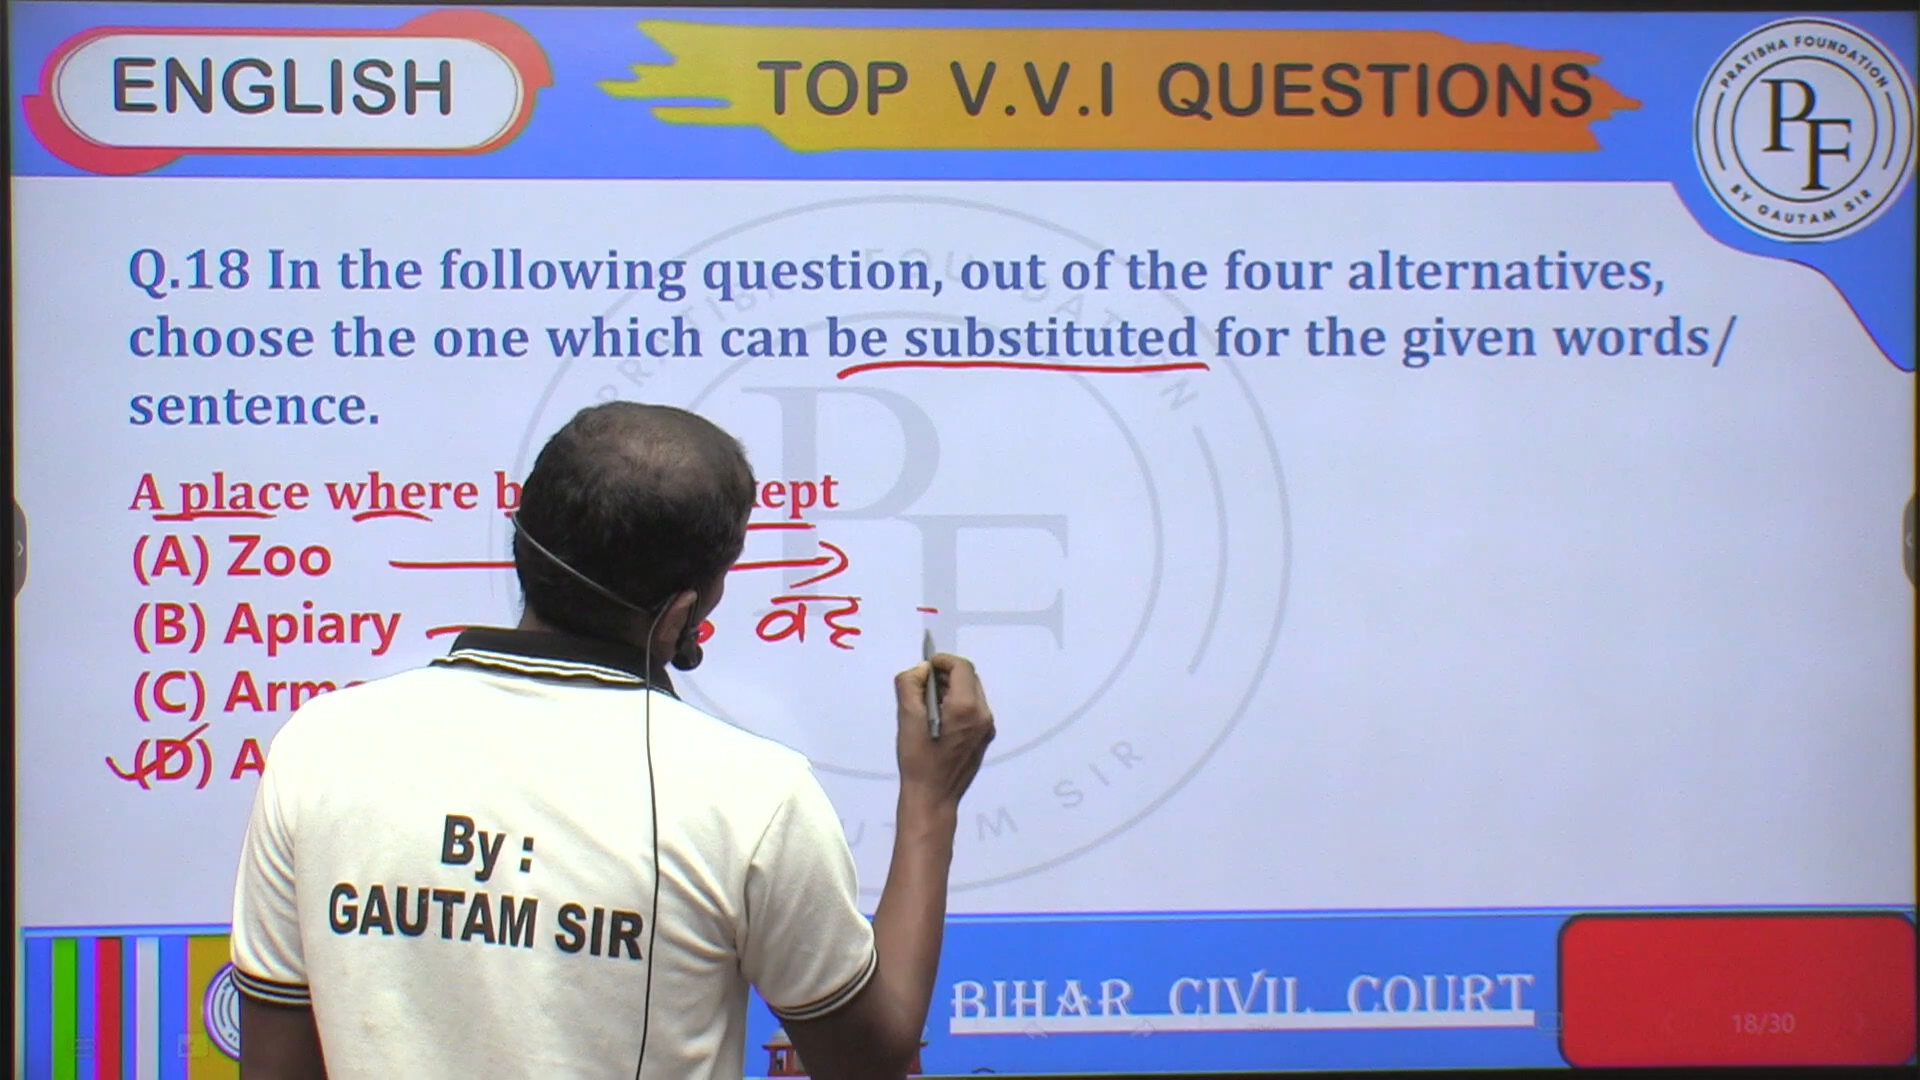 ENGLISH
TOP V.V.I QUESTIONS
PRATIBHA FOUNDATION
PF
BY GAUTAM SIR
Q.18 In the following question, out of the four alternatives,
choose the one which can be substituted for the given words/
sentence.
A place where
(A) Zoo
(B) Apiary
वह
(C)
(D)
By :
GAUTAM SIR
BIHAR CIVIL COURT
18/30